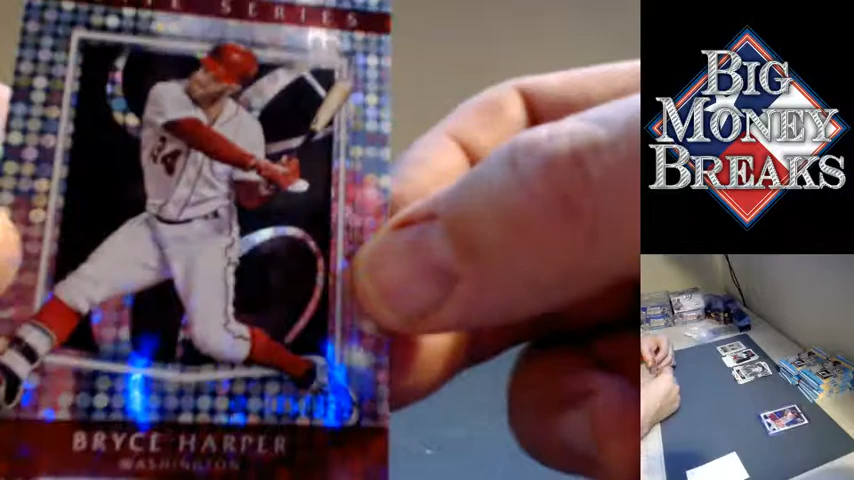 SERIES
34
BRYCE HARPER
WASHINGTON
BIG
MONEY
BREAKS